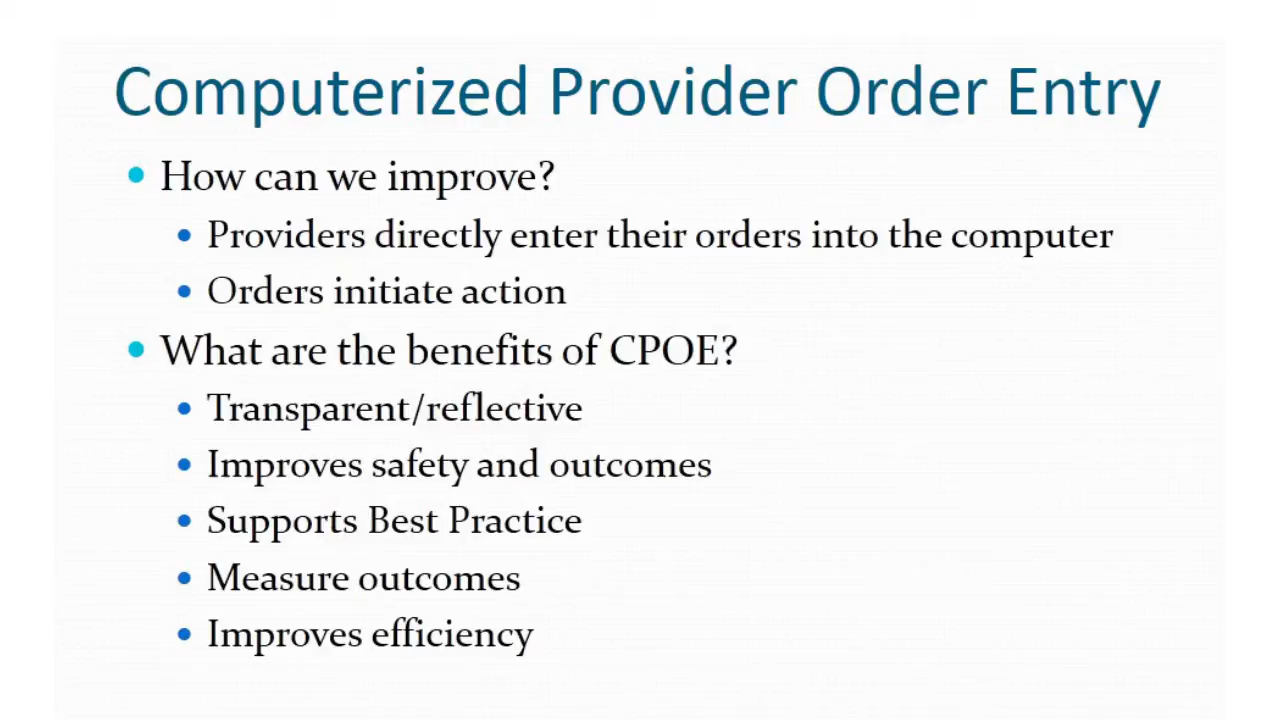 Computerized Provider Order Entry
• How can we improve?
• Providers directly enter their orders into the computer
• Orders initiate action
• What are the benefits of CPOE?
• Transparent/reflective
• Improves safety and outcomes
• Supports Best Practice
• Measure outcomes
• Improves efficiency